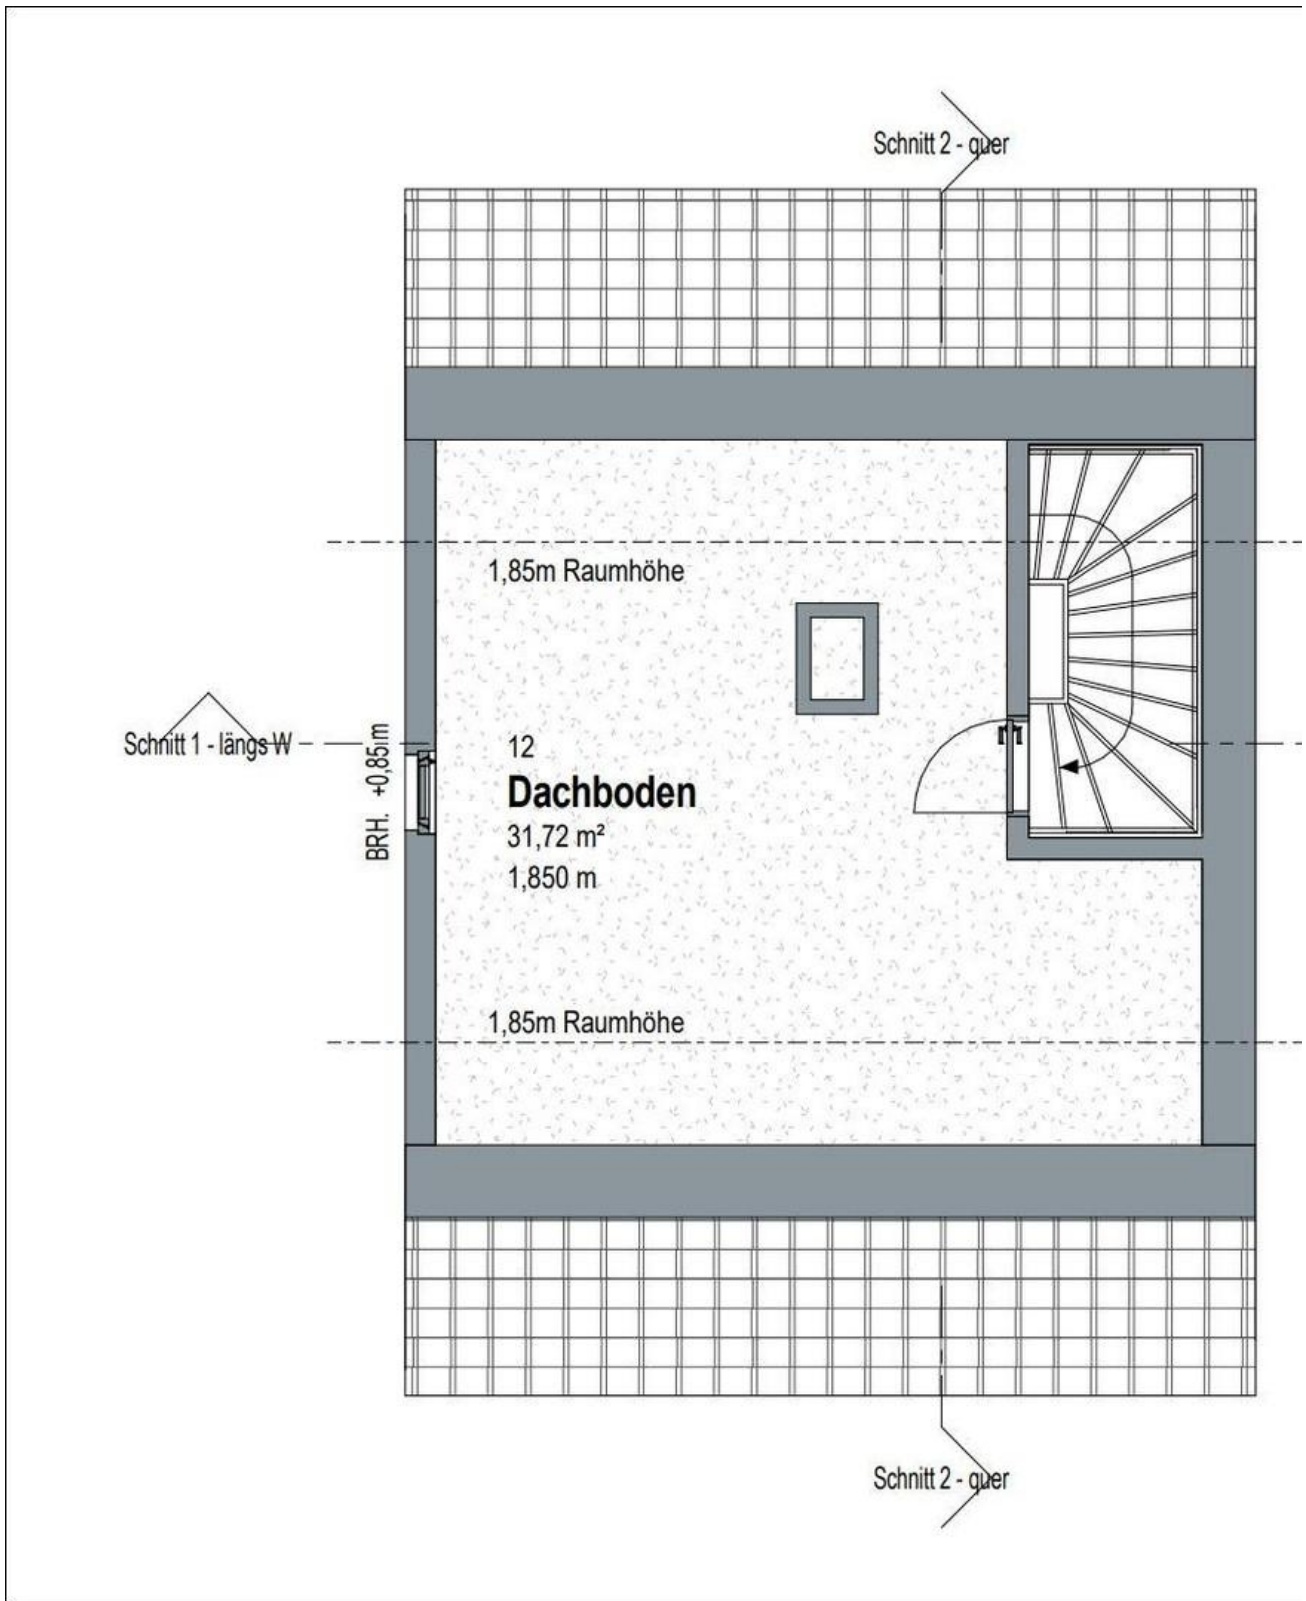 Schnitt 2 - quer
1,85m Raumhöhe
Schnitt 1 - längs W
BRH. +0,85m
12
Dachboden
31,72 m²
1,850 m
1,85m Raumhöhe
Schnitt 2 - quer